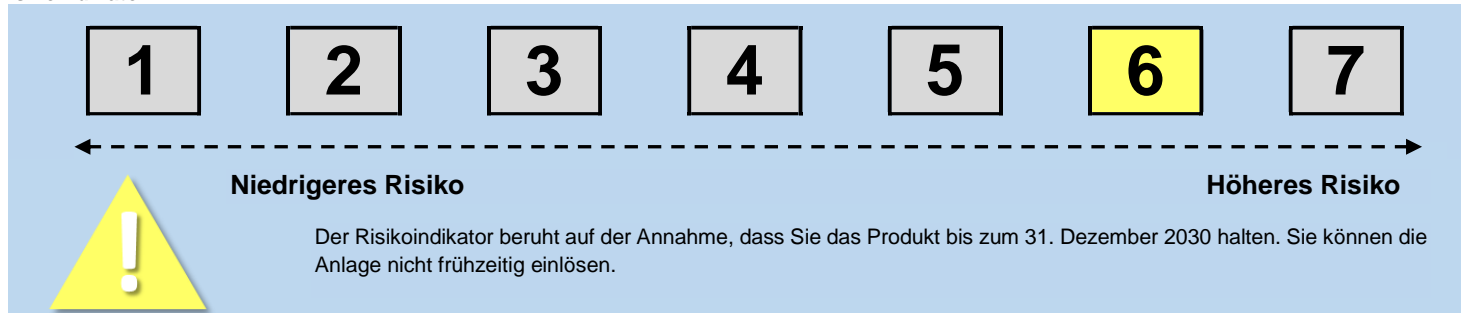 1 2 3 4 5 6 7
Niedrigeres Risiko Höheres Risiko
!
Der Risikoindikator beruht auf der Annahme, dass Sie das Produkt bis zum 31. Dezember 2030 halten. Sie können die
Anlage nicht frühzeitig einlösen.